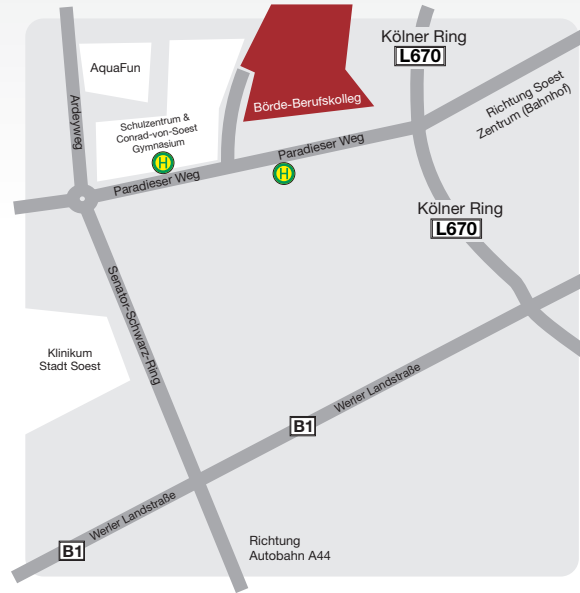 Kölner Ring
L670
AquaFun
Ardeyweg
Börde-Berufskolleg
Richtung Soest
Zentrum (Bahnhof)
Schulzentrum &
Conrad-von-Soest
Gymnasium
H
Paradieser Weg
H
Paradieser Weg
Kölner Ring
L670
Senator-Schwarz-Ring
Klinikum
Stadt Soest
Werler Landstraße
B1
Werler Landstraße
B1
Richtung
Autobahn A44